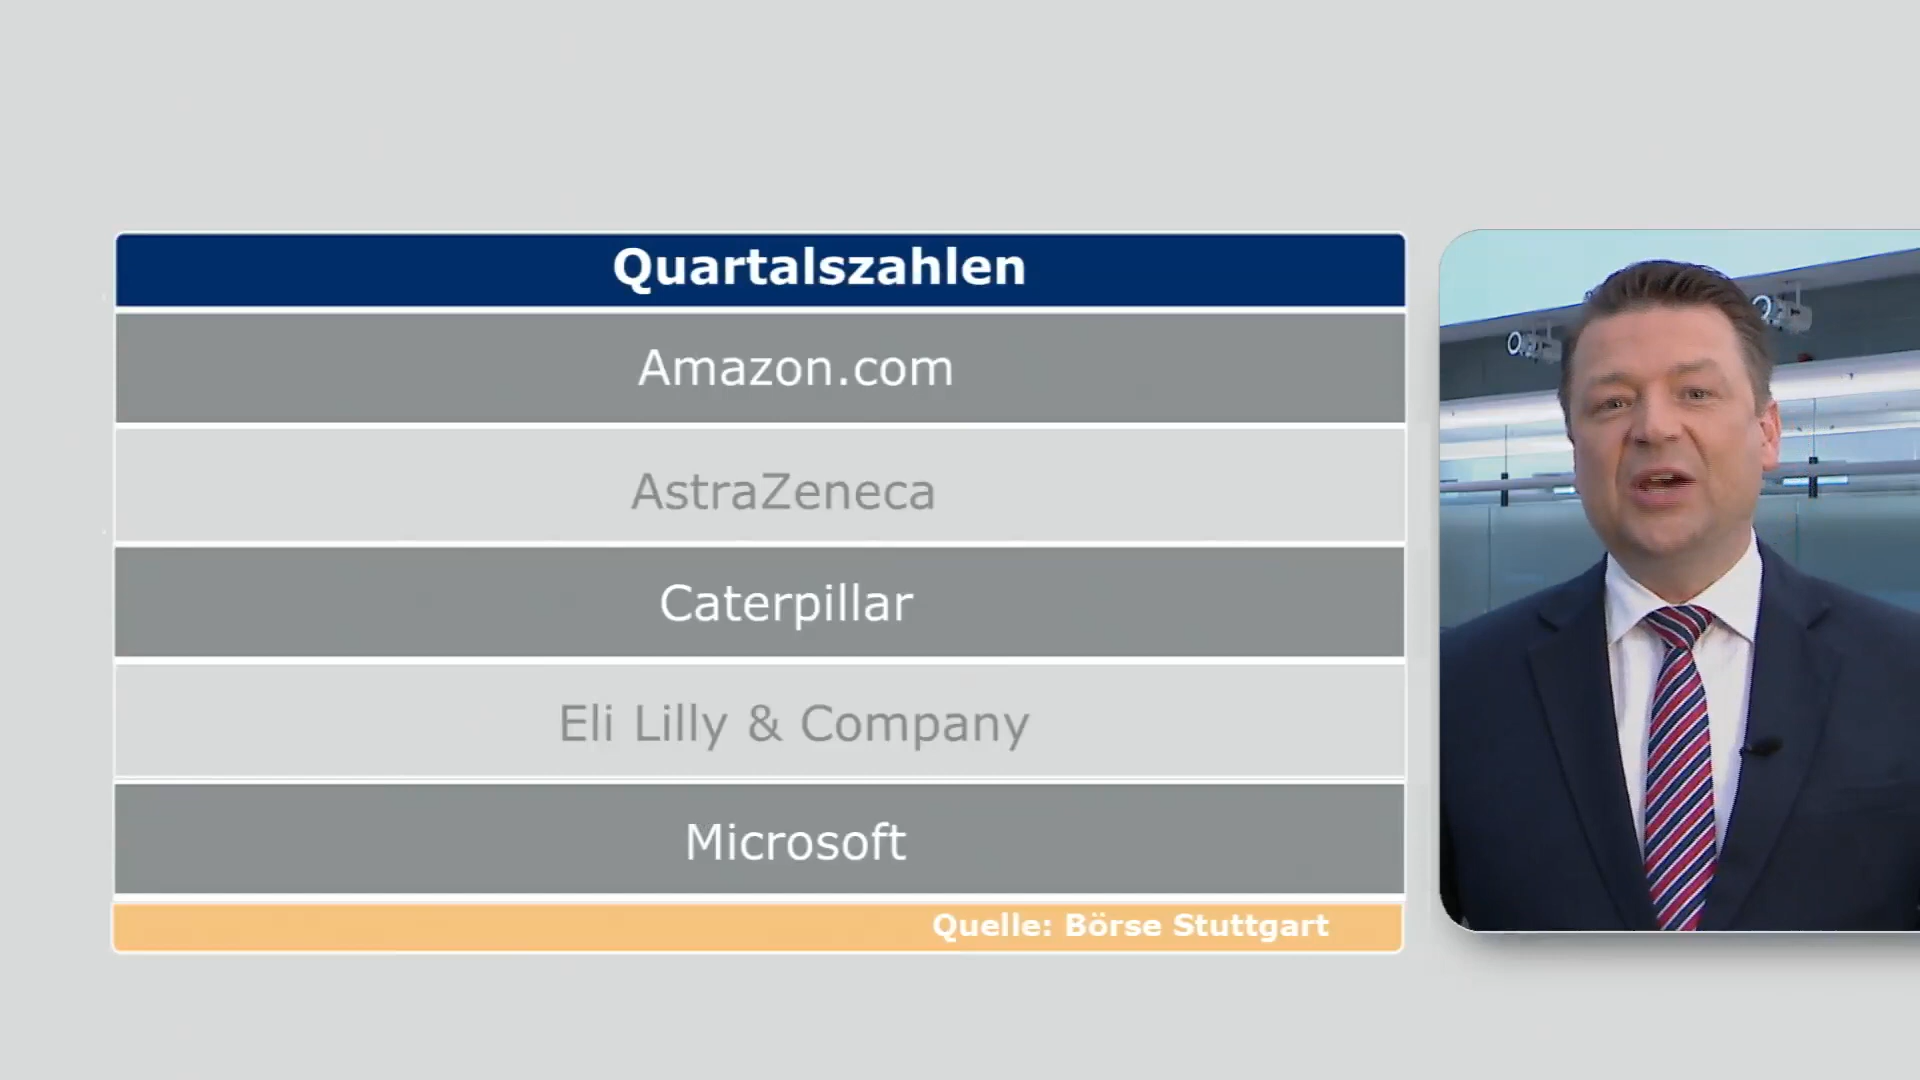 Quartalszahlen
Amazon.com
AstraZeneca
Caterpillar
Eli Lilly & Company
Microsoft
Quelle: Börse Stuttgart